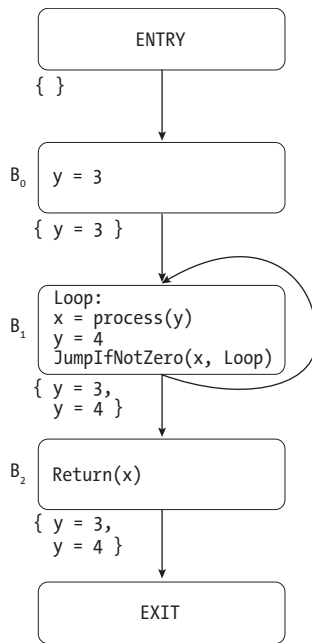 ENTRY
{ }
B₀
y = 3
{ y = 3 }
B₁
Loop:
x = process(y)
y = 4
JumpIfNotZero(x, Loop)
{ y = 3,
y = 4 }
B₂
Return(x)
{ y = 3,
y = 4 }
EXIT